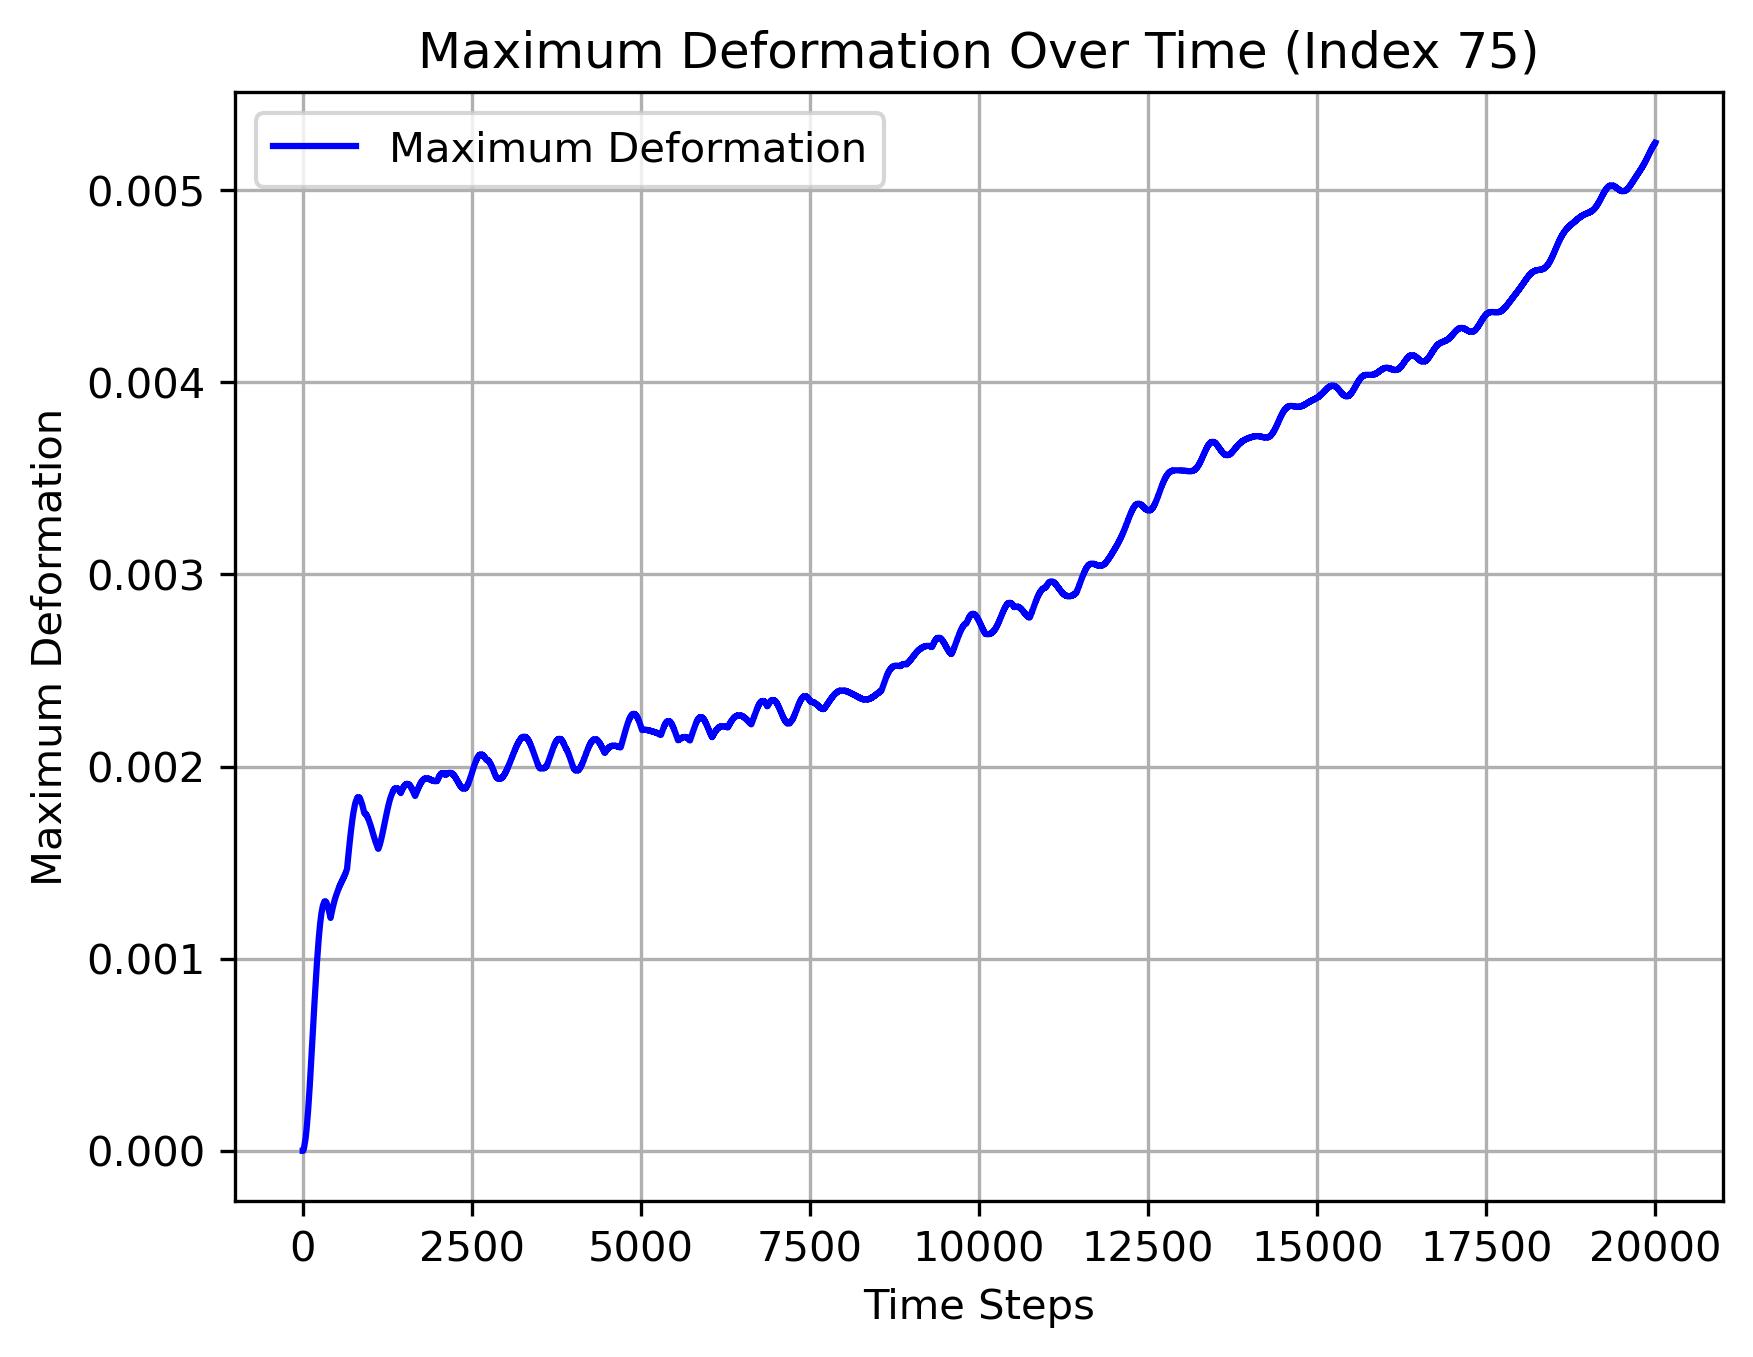 Maximum Deformation Over Time (Index 75)
Maximum Deformation
0.005
0.004
0.003
0.002
0.001
0.000
Maximum Deformation
0 2500 5000 7500 10000 12500 15000 17500 20000
Time Steps